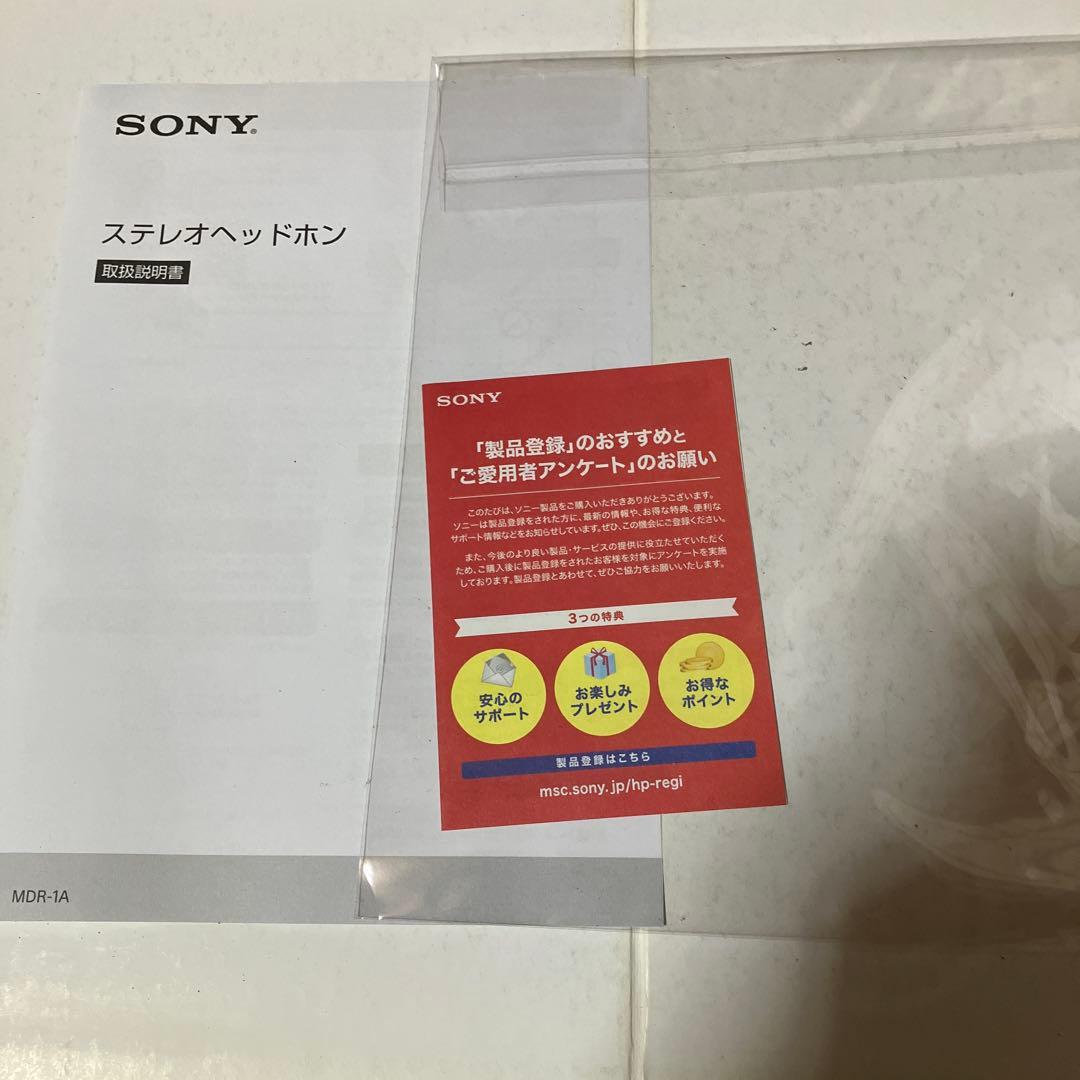 SONY®
ステレオヘッドホン
取扱説明書
MDR-1A
SONY
「製品登録」のおすすめと
「ご愛用者アンケート」のお願い
このたびは、ソニー製品をご購入いただきありがとうございます。
ソニーは製品登録をされた方に、最新の情報や、お得な特典、便利な
サポート情報などをお知らせしています。ぜひ、この機会にご登録ください。
また、今後のより良い製品・サービスの提供に役立たせていただく
ため、ご購入後に製品登録をされたお客様を対象にアンケートを実施
しております。製品登録とあわせて、ぜひご協力をお願いいたします。
3つの特典
安心の
サポート
お楽しみ
プレゼント
お得な
ポイント
製品登録はこちら
msc.sony.jp/hp-regi